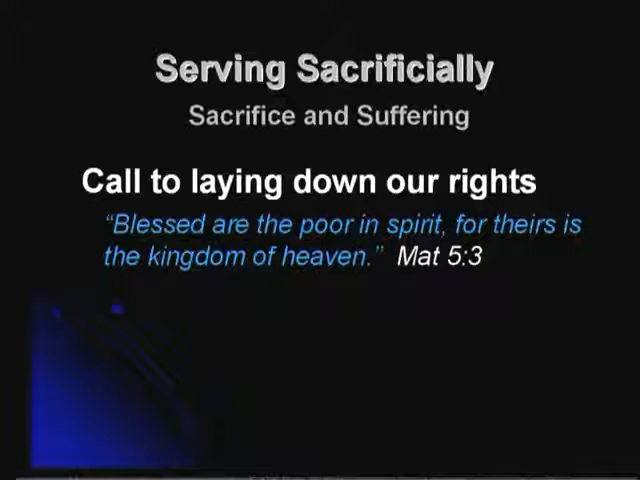 Serving Sacrificially
Sacrifice and Suffering
Call to laying down our rights
“Blessed are the poor in spirit, for theirs is
the kingdom of heaven.” Mat 5:3